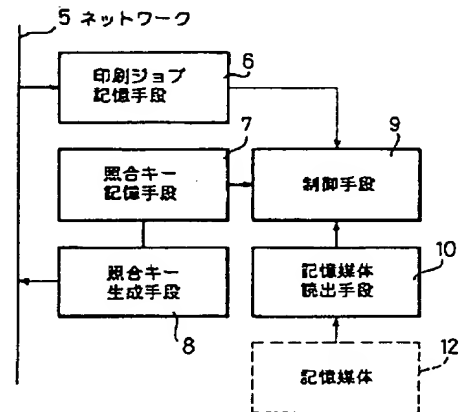 5 ネットワーク
印刷ジョブ
記憶手段
6
照合キー
記憶手段
7
制御手段
9
照合キー
生成手段
8
記憶媒体
読出手段
10
記憶媒体
12